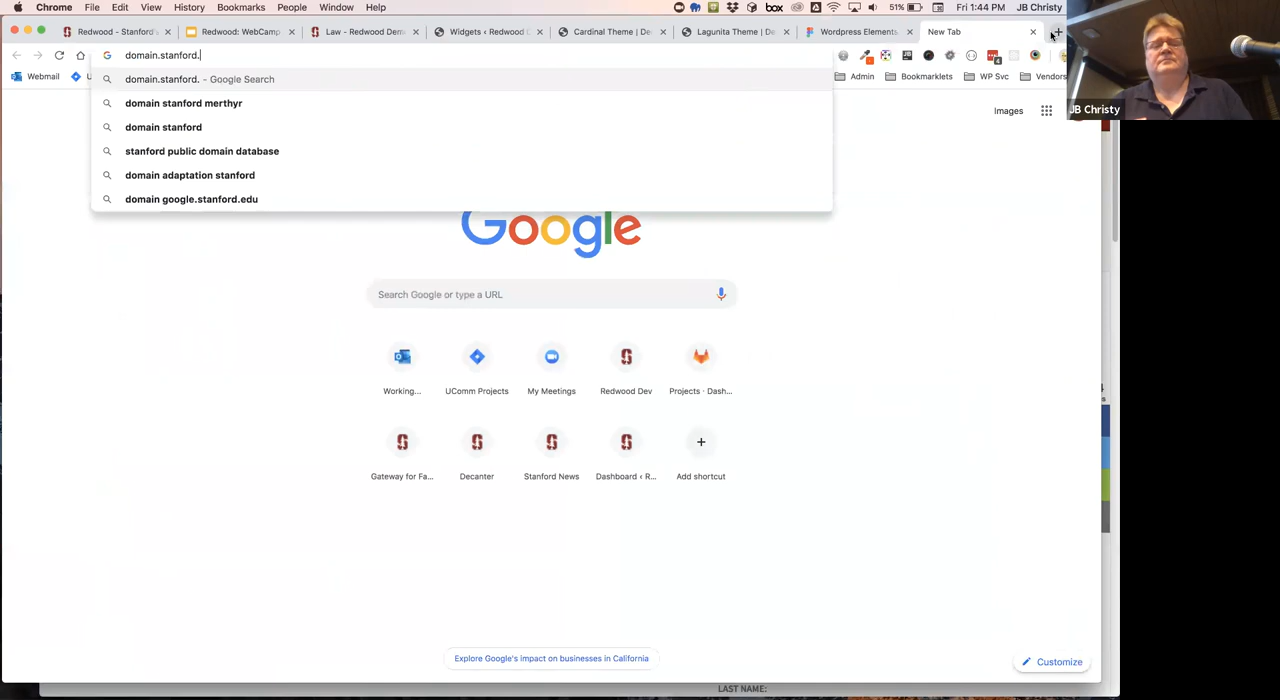 Chrome File Edit View History Bookmarks People Window Help
box 51% Fri 1:44 PM JB Christy
Redwood - Stanford's
Redwood: WebCamp
Law - Redwood Dem
Widgets ‹ Redwood
Cardinal Theme | De
Lagunita Theme | De
Wordpress Elements
New Tab
domain.stanford.
Webmail
Admin
Bookmarklets
WP Svc
Vendors
domain.stanford. - Google Search
domain stanford merthyr
domain stanford
stanford public domain database
domain adaptation stanford
domain google.stanford.edu
JB Christy
Images
Google
Search Google or type a URL
Working...
UComm Projects
My Meetings
Redwood Dev
Projects · Dash...
Gateway for Fa...
Decanter
Stanford News
Dashboard ‹ R...
Add shortcut
Explore Google's impact on businesses in California
Customize
LAST NAME: